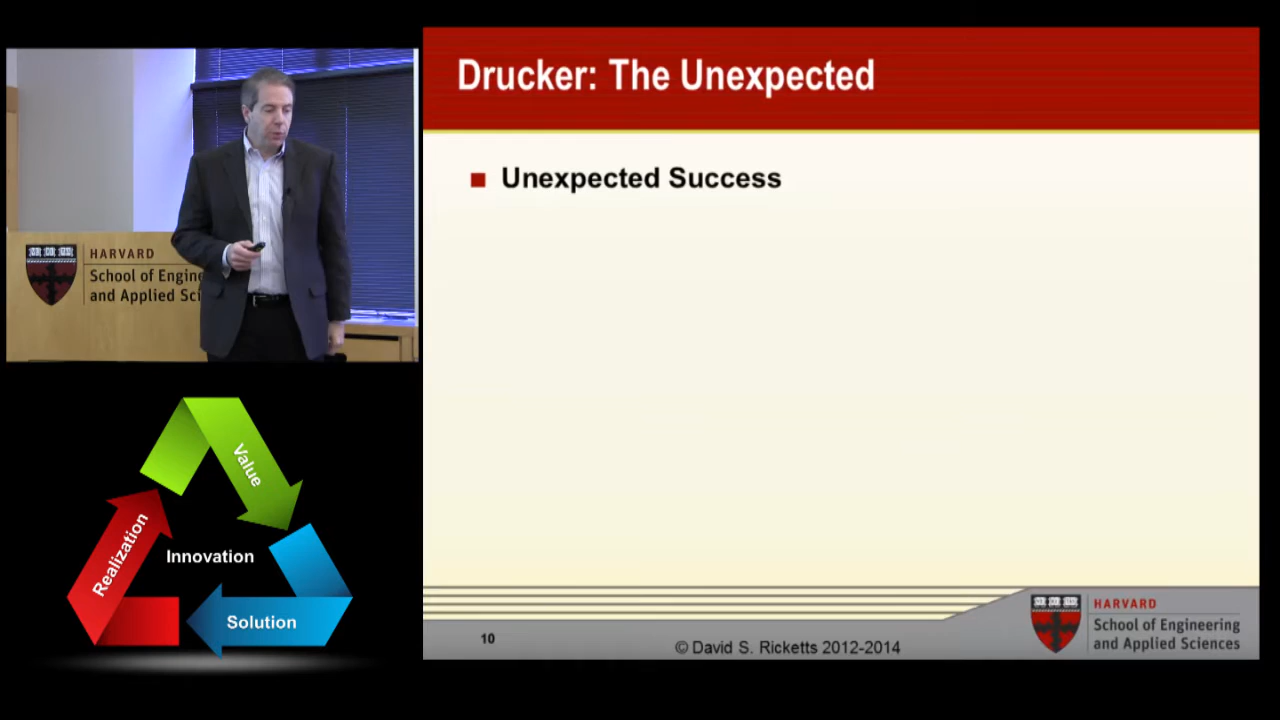 Drucker: The Unexpected
Unexpected Success
HARVARD
School of Engine
and Applied Sci
Value
Realization
Innovation
Solution
10
© David S. Ricketts 2012-2014
HARVARD
School of Engineering
and Applied Sciences